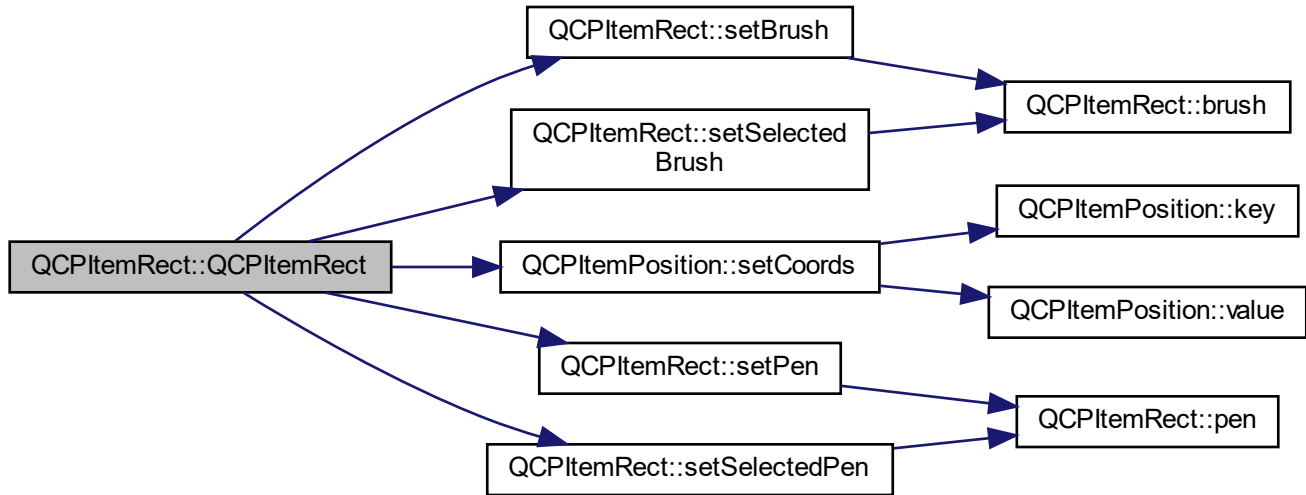 QCPItemRect::setBrush
QCPItemRect::brush
QCPItemRect::setSelected
Brush
QCPItemPosition::key
QCPItemRect::QCPItemRect
QCPItemPosition::setCoords
QCPItemPosition::value
QCPItemRect::setPen
QCPItemRect::pen
QCPItemRect::setSelectedPen